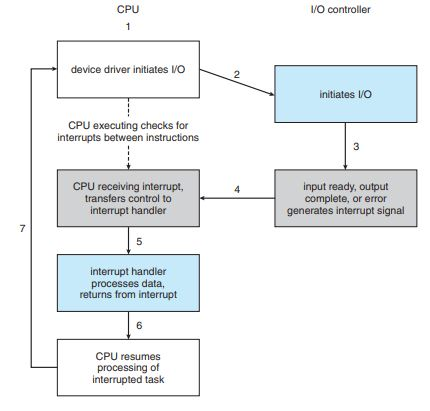 CPU
I/O controller
1
device driver initiates I/O
2
initiates I/O
CPU executing checks for
interrupts between instructions
3
CPU receiving interrupt,
transfers control to
interrupt handler
4
input ready, output
complete, or error
generates interrupt signal
7
5
interrupt handler
processes data,
returns from interrupt
6
CPU resumes
processing of
interrupted task